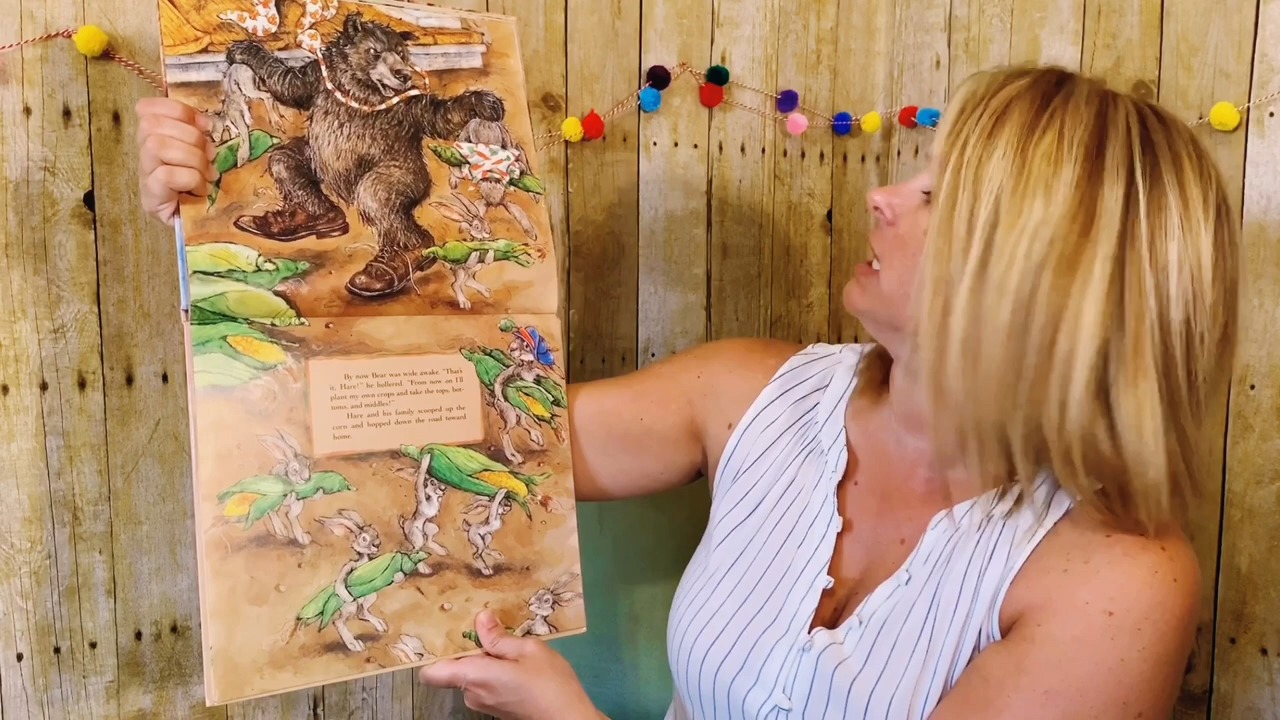 By now Bear was wide awake. "That's
it, Hare!" he hollered. "From now on I'll
plant my own crops and take the tops, bot-
toms, and middles!"
Hare and his family scooped up the
corn and hopped down the road toward
home.